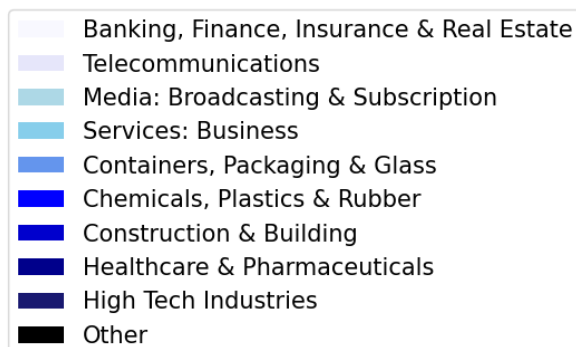 Banking, Finance, Insurance & Real Estate
Telecommunications
Media: Broadcasting & Subscription
Services: Business
Containers, Packaging & Glass
Chemicals, Plastics & Rubber
Construction & Building
Healthcare & Pharmaceuticals
High Tech Industries
Other